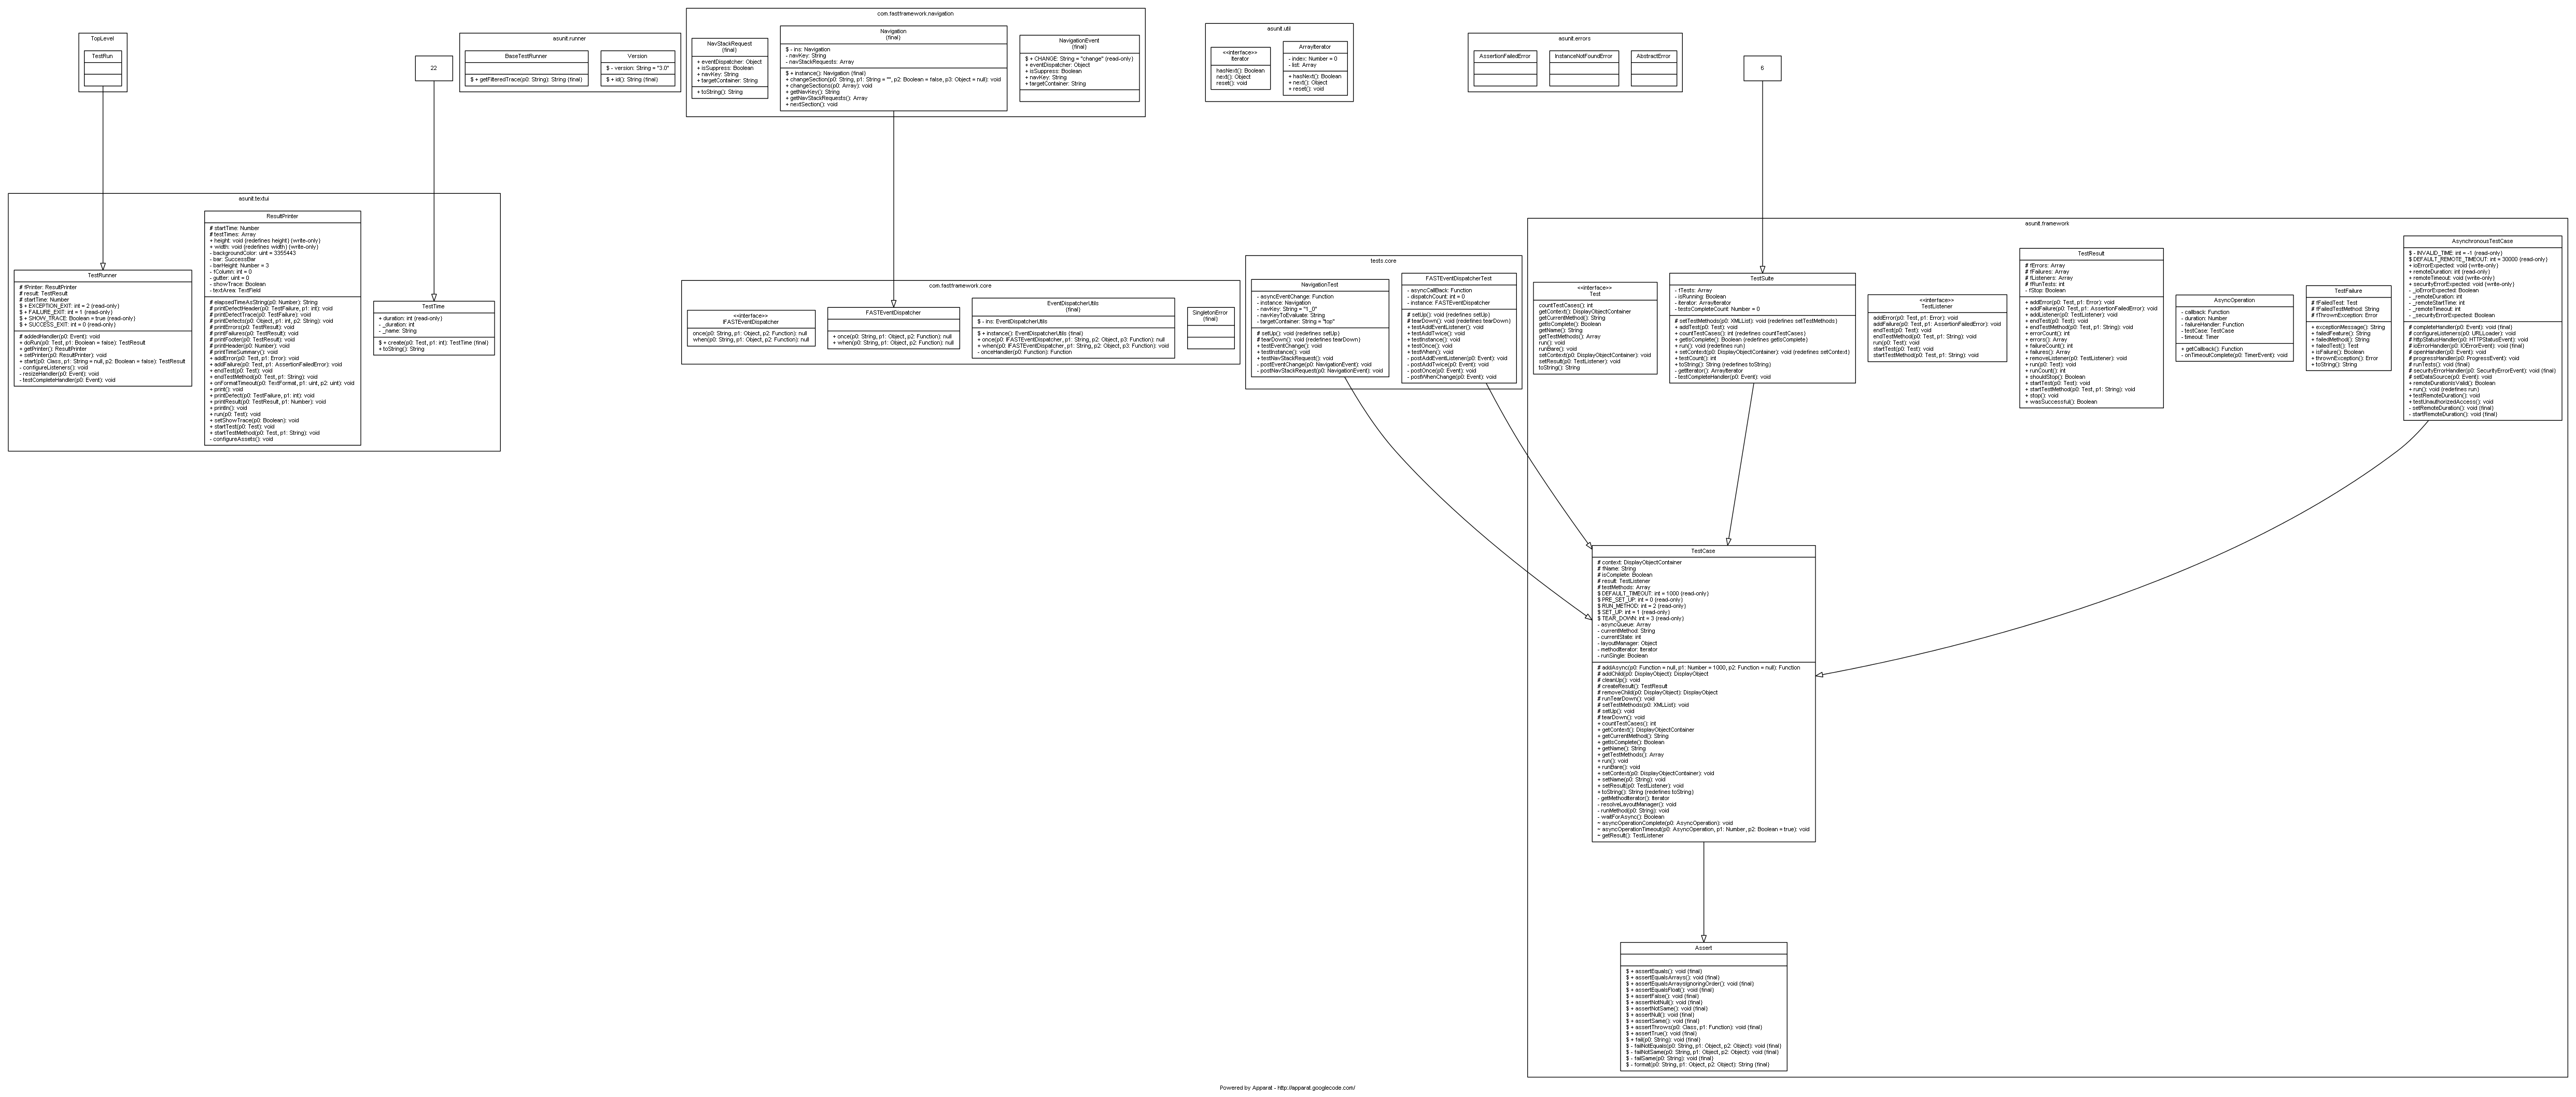 TopLevel
TestRun
22
asunit.runner
BaseTestRunner
$ + getFilteredTrace(p0: String): String {final}
Version
$ - version: String = "3.0"
$ + id(): String {final}
com.fastframework.navigation
NavStackRequest
{final}
+ eventDispatcher: Object
+ isSuppress: Boolean
+ navKey: String
+ targetContainer: String
+ toString(): String
Navigation
{final}
$ - ins: Navigation
- navKey: String
- navStackRequests: Array
$ + instance(): Navigation {final}
+ changeSection(p0: String, p1: String = "", p2: Boolean = false, p3: Object = null): void
+ changeSections(p0: Array): void
+ getNavKey(): String
+ getNavStackRequests(): Array
+ nextSection(): void
NavigationEvent
{final}
$ + CHANGE: String = "change" {read-only}
+ eventDispatcher: Object
+ isSuppress: Boolean
+ navKey: String
+ targetContainer: String
asunit.util
<<interface>>
Iterator
hasNext(): Boolean
next(): Object
reset(): void
ArrayIterator
- index: Number = 0
- list: Array
+ hasNext(): Boolean
+ next(): Object
+ reset(): void
asunit.errors
AssertionFailedError
InstanceNotFoundError
AbstractError
6
asunit.textui
TestRunner
# fPrinter: ResultPrinter
# result: TestResult
# startTime: Number
$ + EXCEPTION_EXIT: int = 2 {read-only}
$ + FAILURE_EXIT: int = 1 {read-only}
$ + SHOW_TRACE: Boolean = true {read-only}
$ + SUCCESS_EXIT: int = 0 {read-only}
# addedHandler(p0: Event): void
+ doRun(p0: Test, p1: Boolean = false): TestResult
+ getPrinter(): ResultPrinter
+ setPrinter(p0: ResultPrinter): void
+ start(p0: Class, p1: String = null, p2: Boolean = false): TestResult
- configureListeners(): void
- resizeHandler(p0: Event): void
- testCompleteHandler(p0: Event): void
ResultPrinter
# startTime: Number
# testTimes: Array
+ height: void {redefines height} {write-only}
+ width: void {redefines width} {write-only}
- backgroundColor: uint = 3355443
- bar: SuccessBar
- barHeight: Number = 3
- fColumn: int = 0
- gutter: uint = 0
- showTrace: Boolean
- textArea: TextField
# elapsedTimeAsString(p0: Number): String
# printDefectHeader(p0: TestFailure, p1: int): void
# printDefectTrace(p0: TestFailure): void
# printDefects(p0: Object, p1: int, p2: String): void
# printErrors(p0: TestResult): void
# printFailures(p0: TestResult): void
# printFooter(p0: TestResult): void
# printHeader(p0: Number): void
# printTimeSummary(): void
+ addError(p0: Test, p1: Error): void
+ addFailure(p0: Test, p1: AssertionFailedError): void
+ endTest(p0: Test): void
+ endTestMethod(p0: Test, p1: String): void
+ onFormatTimeout(p0: TextFormat, p1: uint, p2: uint): void
+ print(): void
+ printDefect(p0: TestFailure, p1: int): void
+ printResult(p0: TestResult, p1: Number): void
+ println(): void
+ run(p0: Test): void
+ setShowTrace(p0: Boolean): void
+ startTest(p0: Test): void
+ startTestMethod(p0: Test, p1: String): void
- configureAssets(): void
TestTime
+ duration: int {read-only}
- _duration: int
- _name: String
$ + create(p0: Test, p1: int): TestTime {final}
+ toString(): String
com.fastframework.core
<<interface>>
IFASTEventDispatcher
once(p0: String, p1: Object, p2: Function): null
when(p0: String, p1: Object, p2: Function): null
FASTEventDispatcher
+ once(p0: String, p1: Object, p2: Function): null
+ when(p0: String, p1: Object, p2: Function): null
EventDispatcherUtils
{final}
$ - ins: EventDispatcherUtils
$ + instance(): EventDispatcherUtils {final}
+ once(p0: FASTEventDispatcher, p1: String, p2: Object, p3: Function): null
+ when(p0: FASTEventDispatcher, p1: String, p2: Object, p3: Function): void
- onceHandler(p0: Function): Function
SingletonError
{final}
tests.core
NavigationTest
- asyncEventChange: Function
- instance: Navigation
- navKey: String = "1_0"
- navKeyToEvaluate: String
- targetContainer: String = "top"
# setUp(): void {redefines setUp}
# tearDown(): void {redefines tearDown}
+ testEventChange(): void
+ testInstance(): void
+ testNavStackRequest(): void
- postEventChange(p0: NavigationEvent): void
- postNavStackRequest(p0: NavigationEvent): void
FASTEventDispatcherTest
- asyncCallBack: Function
- dispatchCount: int = 0
- instance: FASTEventDispatcher
# setUp(): void {redefines setUp}
# tearDown(): void {redefines tearDown}
+ testAddEventListener(): void
+ testAddTwice(): void
+ testInstance(): void
+ testOnce(): void
+ testWhen(): void
- postAddEventListener(p0: Event): void
- postAddTwice(p0: Event): void
- postOnce(p0: Event): void
- postWhenChange(p0: Event): void
asunit.framework
<<interface>>
Test
countTestCases(): int
getContext(): DisplayObjectContainer
getCurrentMethod(): String
getIsComplete(): Boolean
getName(): String
getTestMethods(): Array
run(): void
runBare(): void
setContext(p0: DisplayObjectContainer): void
setResult(p0: TestListener): void
toString(): String
TestSuite
- fTests: Array
- isRunning: Boolean
- iterator: ArrayIterator
- testsCompleteCount: Number = 0
# setTestMethods(p0: XMLList): void {redefines setTestMethods}
+ addTest(p0: Test): void
+ countTestCases(): int {redefines countTestCases}
+ getIsComplete(): Boolean {redefines getIsComplete}
+ run(): void {redefines run}
+ setContext(p0: DisplayObjectContainer): void {redefines setContext}
+ testCount(): int
+ toString(): String {redefines toString}
- getIterator(): ArrayIterator
- testCompleteHandler(p0: Event): void
<<interface>>
TestListener
addError(p0: Test, p1: Error): void
addFailure(p0: Test, p1: AssertionFailedError): void
endTest(p0: Test): void
endTestMethod(p0: Test, p1: String): void
run(p0: Test): void
startTest(p0: Test): void
startTestMethod(p0: Test, p1: String): void
TestResult
# fErrors: Array
# fFailures: Array
# fListeners: Array
# fRunTests: int
- fStop: Boolean
+ addError(p0: Test, p1: Error): void
+ addFailure(p0: Test, p1: AssertionFailedError): void
+ addListener(p0: TestListener): void
+ endTest(p0: Test): void
+ endTestMethod(p0: Test, p1: String): void
+ errorCount(): int
+ errors(): Array
+ failureCount(): int
+ failures(): Array
+ removeListener(p0: TestListener): void
+ run(p0: Test): void
+ runCount(): int
+ shouldStop(): Boolean
+ startTest(p0: Test): void
+ startTestMethod(p0: Test, p1: String): void
+ stop(): void
+ wasSuccessful(): Boolean
AsyncOperation
- callback: Function
- duration: Number
- failureHandler: Function
- testCase: TestCase
- timeout: Timer
+ getCallback(): Function
- onTimeoutComplete(p0: TimerEvent): void
TestFailure
# fFailedTest: Test
# fFailedTestMethod: String
# fThrownException: Error
+ exceptionMessage(): String
+ failedFeature(): String
+ failedMethod(): String
+ failedTest(): Test
+ isFailure(): Boolean
+ thrownException(): Error
+ toString(): String
AsynchronousTestCase
$ - INVALID_TIME: int = -1 {read-only}
$ DEFAULT_REMOTE_TIMEOUT: int = 30000 {read-only}
+ ioErrorExpected: void {write-only}
+ remoteDuration: int {read-only}
+ remoteTimeout: void {write-only}
+ securityErrorExpected: void {write-only}
- _ioErrorExpected: Boolean
- _remoteDuration: int
- _remoteStartTime: int
- _remoteTimeout: int
- _securityErrorExpected: Boolean
# completeHandler(p0: Event): void {final}
# configureListeners(p0: URLLoader): void
# httpStatusHandler(p0: HTTPStatusEvent): void
# ioErrorHandler(p0: IOErrorEvent): void {final}
# openHandler(p0: Event): void
# progressHandler(p0: ProgressEvent): void
# runTests(): void {final}
# securityErrorHandler(p0: SecurityErrorEvent): void {final}
# setDataSource(p0: Event): void
+ remoteDurationIsValid(): Boolean
+ run(): void {redefines run}
+ testRemoteDuration(): void
+ testUnauthorizedAccess(): void
- setRemoteDuration(): void {final}
- startRemoteDuration(): void {final}
TestCase
# context: DisplayObjectContainer
# fName: String
# isComplete: Boolean
# result: TestListener
# testMethods: Array
$ DEFAULT_TIMEOUT: int = 1000 {read-only}
$ PRE_SET_UP: int = 0 {read-only}
$ RUN_METHOD: int = 2 {read-only}
$ SET_UP: int = 1 {read-only}
$ TEAR_DOWN: int = 3 {read-only}
- asyncQueue: Array
- currentMethod: String
- currentState: int
- layoutManager: Object
- methodIterator: Iterator
- runSingle: Boolean
# addAsync(p0: Function = null, p1: Number = 1000, p2: Function = null): Function
# addChild(p0: DisplayObject): DisplayObject
# cleanUp(): void
# createResult(): TestResult
# removeChild(p0: DisplayObject): DisplayObject
# runTearDown(): void
# setTestMethods(p0: XMLList): void
# setUp(): void
# tearDown(): void
+ countTestCases(): int
+ getContext(): DisplayObjectContainer
+ getCurrentMethod(): String
+ getIsComplete(): Boolean
+ getName(): String
+ getTestMethods(): Array
+ run(): void
+ runBare(): void
+ setContext(p0: DisplayObjectContainer): void
+ setName(p0: String): void
+ setResult(p0: TestListener): void
+ toString(): String {redefines toString}
- getMethodIterator(): Iterator
- resolveLayoutManager(): void
- runMethod(p0: String): void
- waitForAsync(): Boolean
~ asyncOperationComplete(p0: AsyncOperation): void
~ asyncOperationTimeout(p0: AsyncOperation, p1: Number, p2: Boolean = true): void
~ getResult(): TestListener
Assert
$ + assertEquals(): void {final}
$ + assertEqualsArrays(): void {final}
$ + assertEqualsArraysIgnoringOrder(): void {final}
$ + assertEqualsFloat(): void {final}
$ + assertFalse(): void {final}
$ + assertNotNull(): void {final}
$ + assertNotSame(): void {final}
$ + assertNull(): void {final}
$ + assertSame(): void {final}
$ + assertThrows(p0: Class, p1: Function): void {final}
$ + assertTrue(): void {final}
$ + fail(p0: String): void {final}
$ - failNotEquals(p0: String, p1: Object, p2: Object): void {final}
$ - failNotSame(p0: String, p1: Object, p2: Object): void {final}
$ - failSame(p0: String): void {final}
$ - format(p0: String, p1: Object, p2: Object): String {final}
Powered by Apparat - http://apparat.googlecode.com/